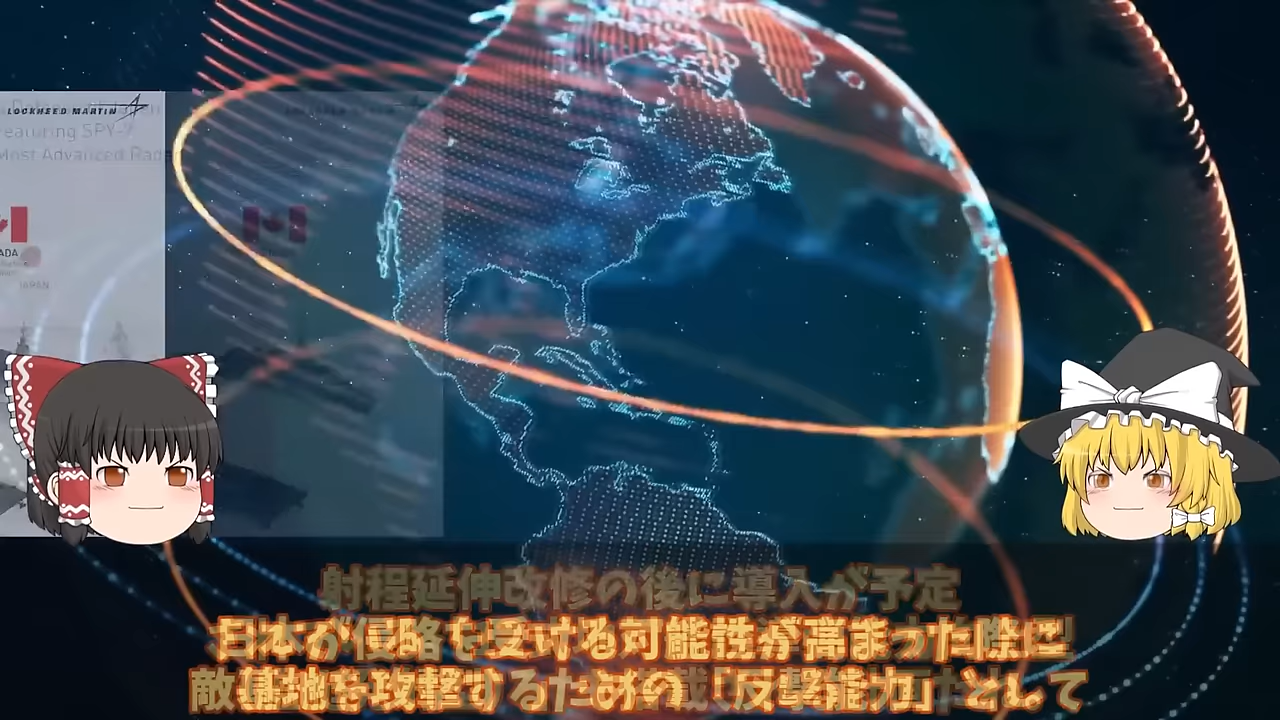 LOCKHEED MARTIN
eaturing SPY-7
Most Advanced Radar
ADA
JAPAN
射程延伸改修の後に導入が予定
日本が侵略を受ける可能性が高まった際に
敵基地を攻撃するための「反撃能力」として